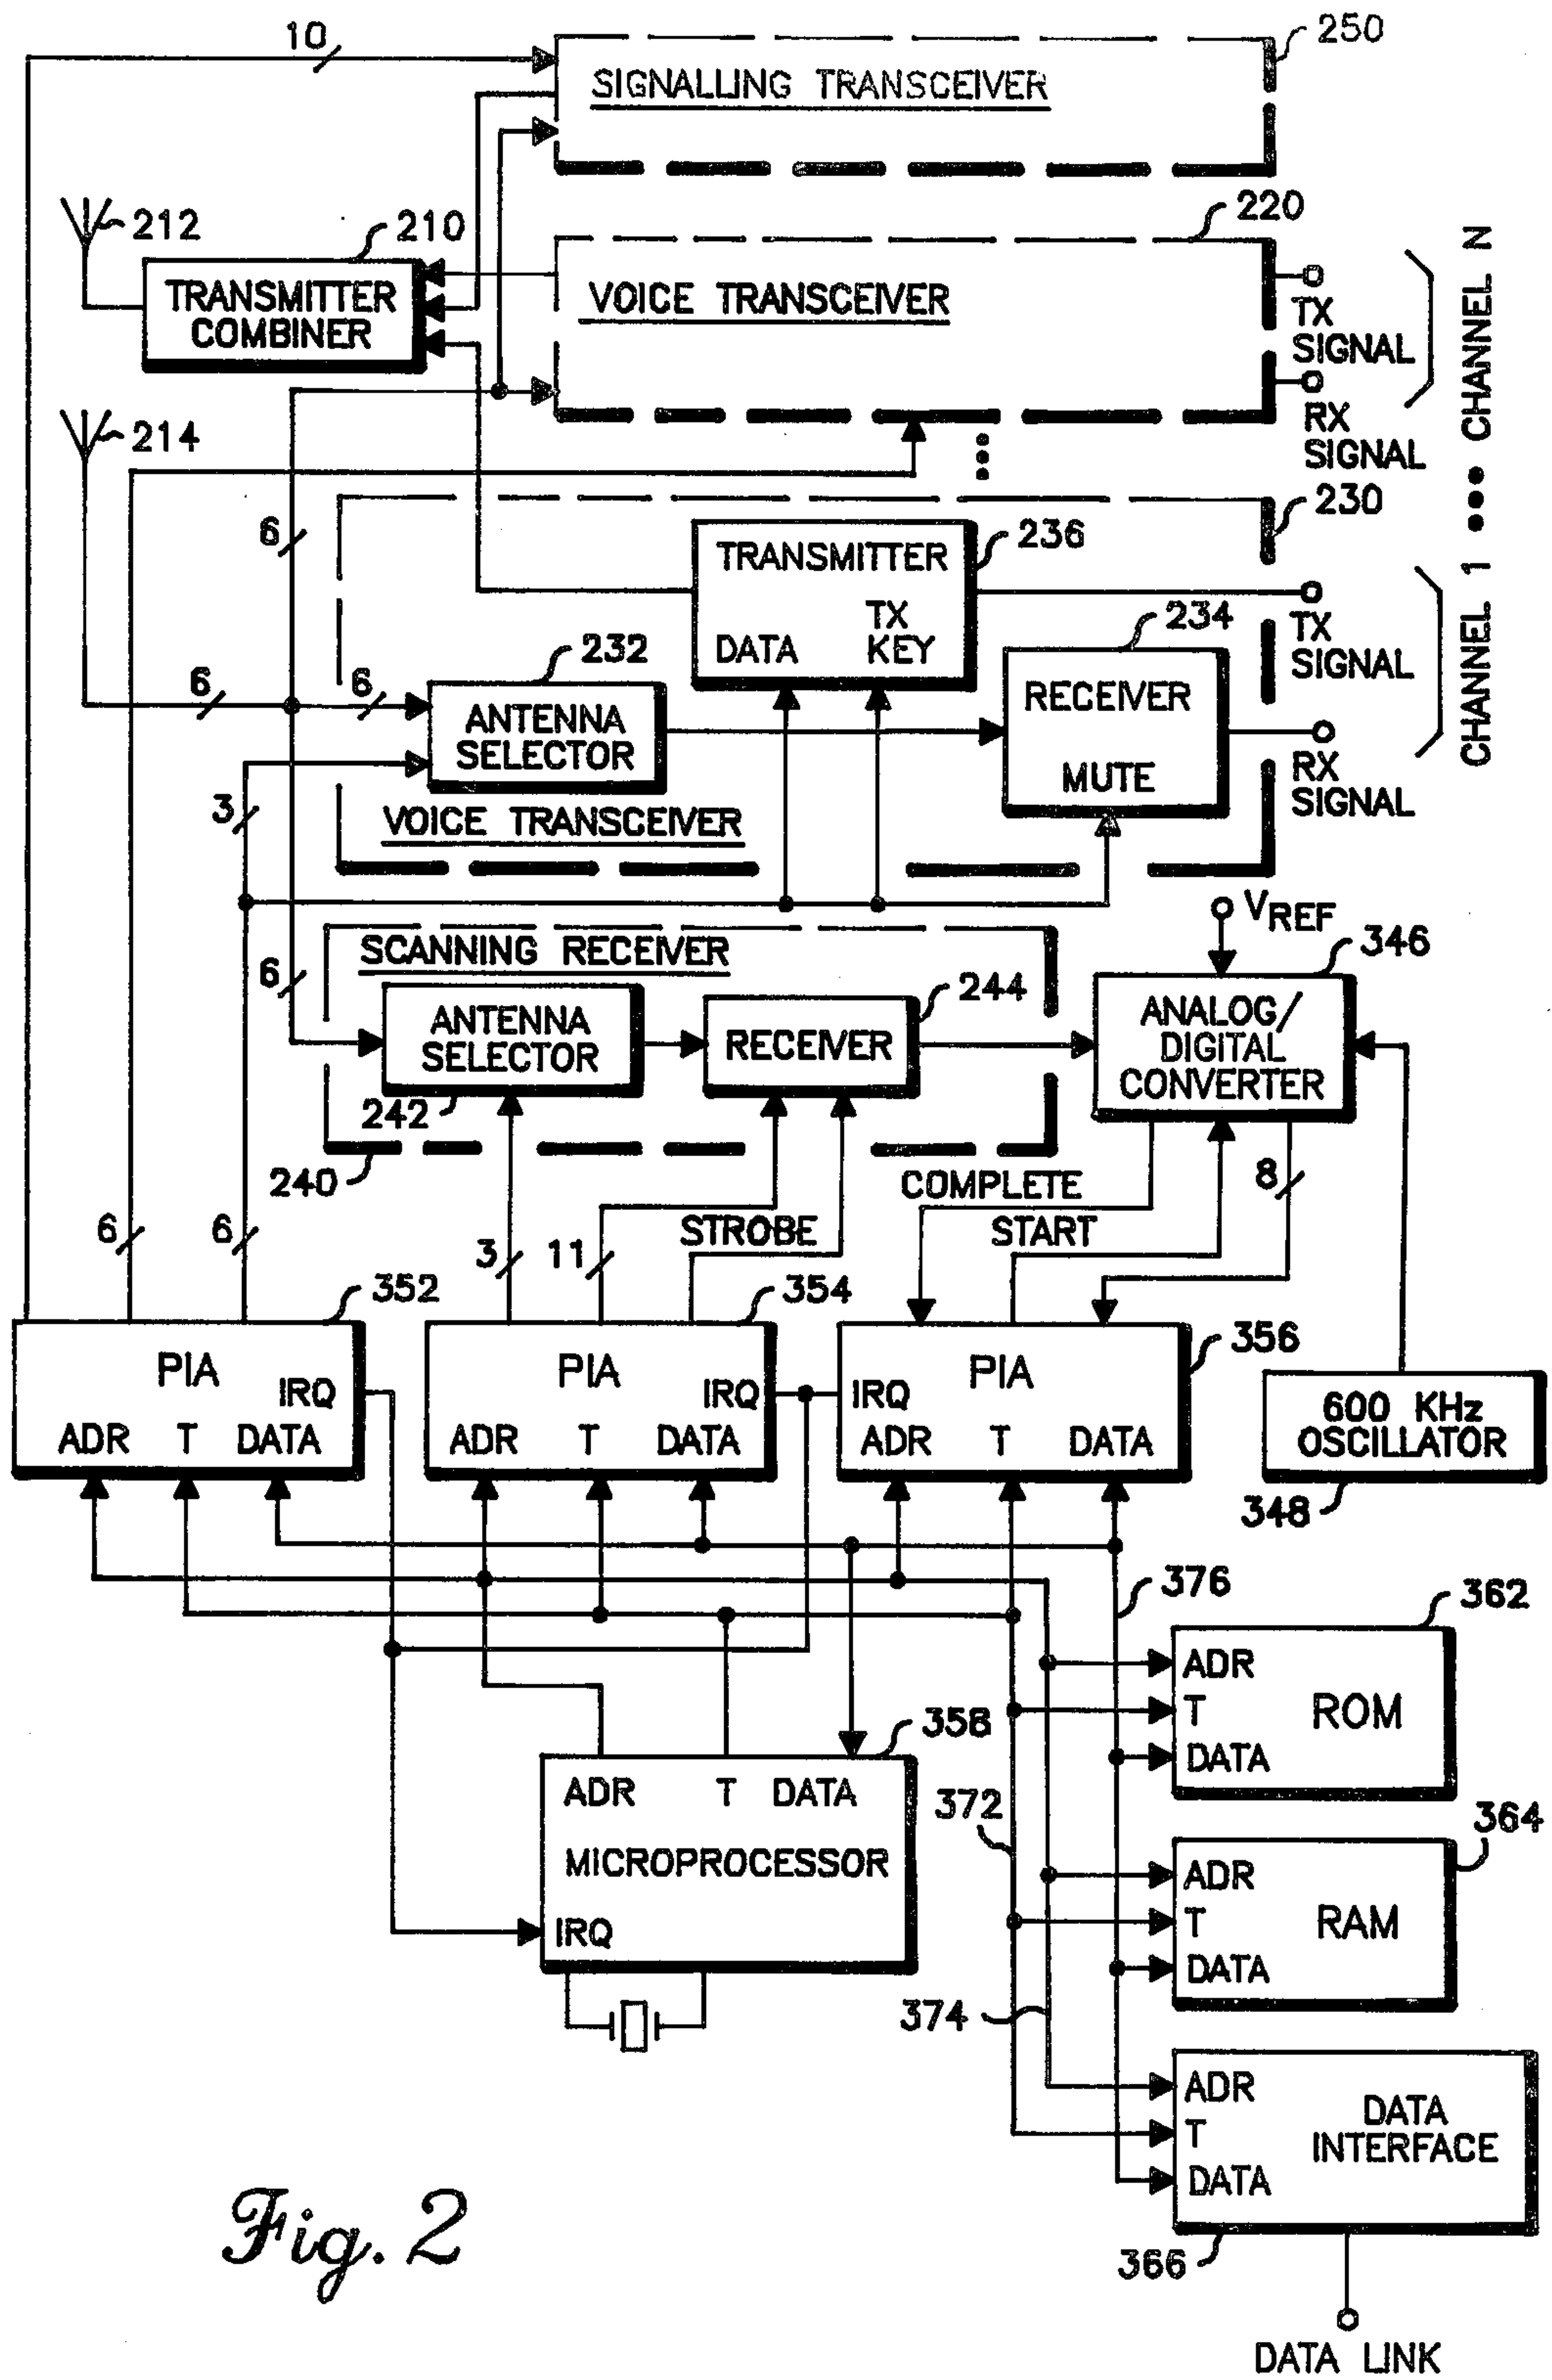 10
250
SIGNALLING TRANSCEIVER
212
210
220
TRANSMITTER
COMBINER
VOICE TRANSCEIVER
TX
SIGNAL
RX
SIGNAL
CHANNEL 1 ••• CHANNEL N
214
6
230
TRANSMITTER
236
TX
KEY
DATA
234
TX
SIGNAL
232
6
6
ANTENNA
SELECTOR
RECEIVER
MUTE
RX
SIGNAL
3
VOICE TRANSCEIVER
VREF
346
SCANNING RECEIVER
6
244
ANTENNA
SELECTOR
RECEIVER
ANALOG/
DIGITAL
CONVERTER
242
240
COMPLETE
8
6
6
3
11
STROBE
START
352
354
356
PIA
IRQ
ADR T DATA
PIA
IRQ
ADR T DATA
PIA
IRQ
ADR T DATA
600 KHz
OSCILLATOR
348
376
362
ADR
T
DATA
ROM
358
ADR T DATA
MICROPROCESSOR
IRQ
372
364
ADR
T
DATA
RAM
374
ADR
T
DATA
DATA
INTERFACE
366
DATA LINK
Fig. 2